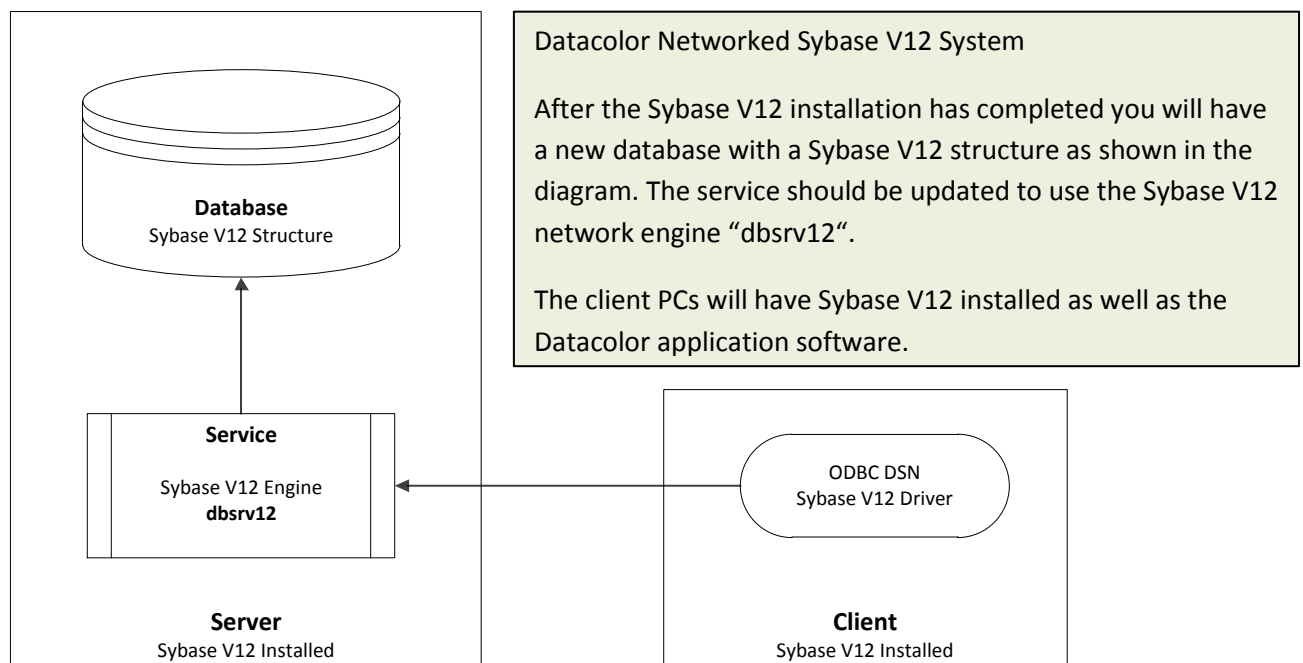 Datacolor Networked Sybase V12 System
After the Sybase V12 installation has completed you will have
a new database with a Sybase V12 structure as shown in the
diagram. The service should be updated to use the Sybase V12
network engine “dbsrv12“.
The client PCs will have Sybase V12 installed as well as the
Datacolor application software.
Database
Sybase V12 Structure
Service
Sybase V12 Engine
dbsrv12
Server
Sybase V12 Installed
ODBC DSN
Sybase V12 Driver
Client
Sybase V12 Installed